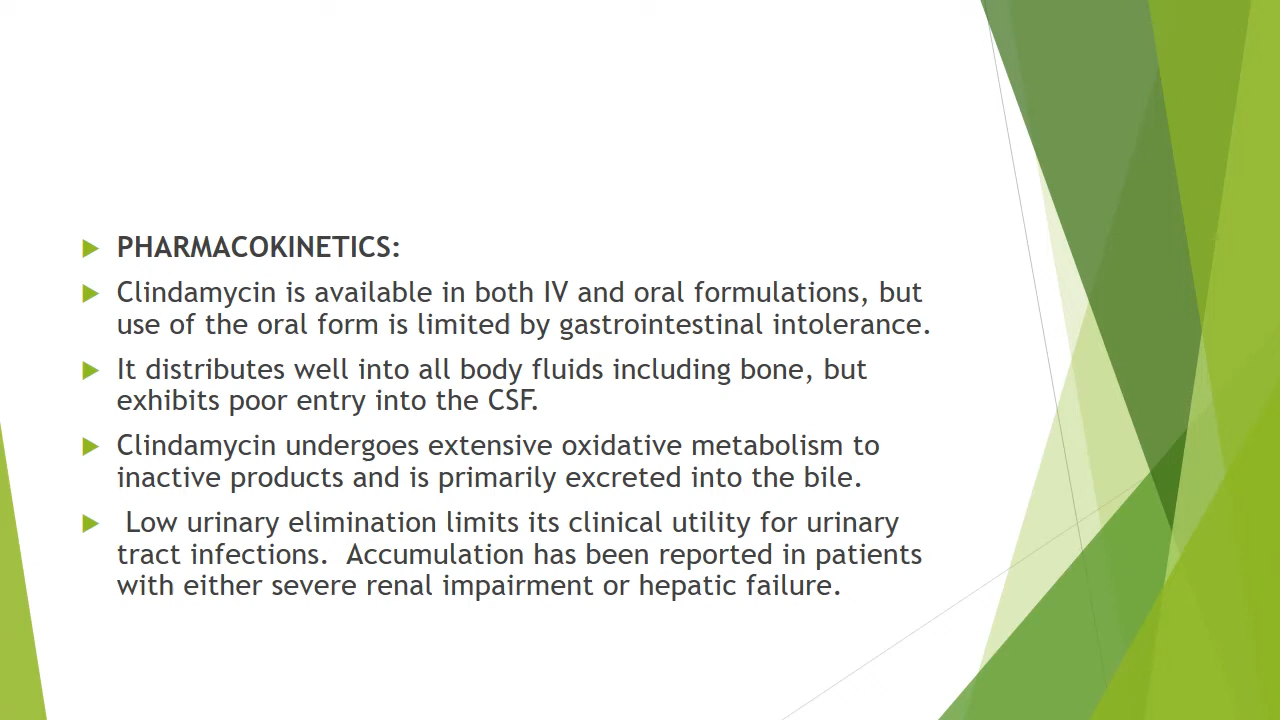 PHARMACOKINETICS:
Clindamycin is available in both IV and oral formulations, but
use of the oral form is limited by gastrointestinal intolerance.
It distributes well into all body fluids including bone, but
exhibits poor entry into the CSF.
Clindamycin undergoes extensive oxidative metabolism to
inactive products and is primarily excreted into the bile.
Low urinary elimination limits its clinical utility for urinary
tract infections.  Accumulation has been reported in patients
with either severe renal impairment or hepatic failure.